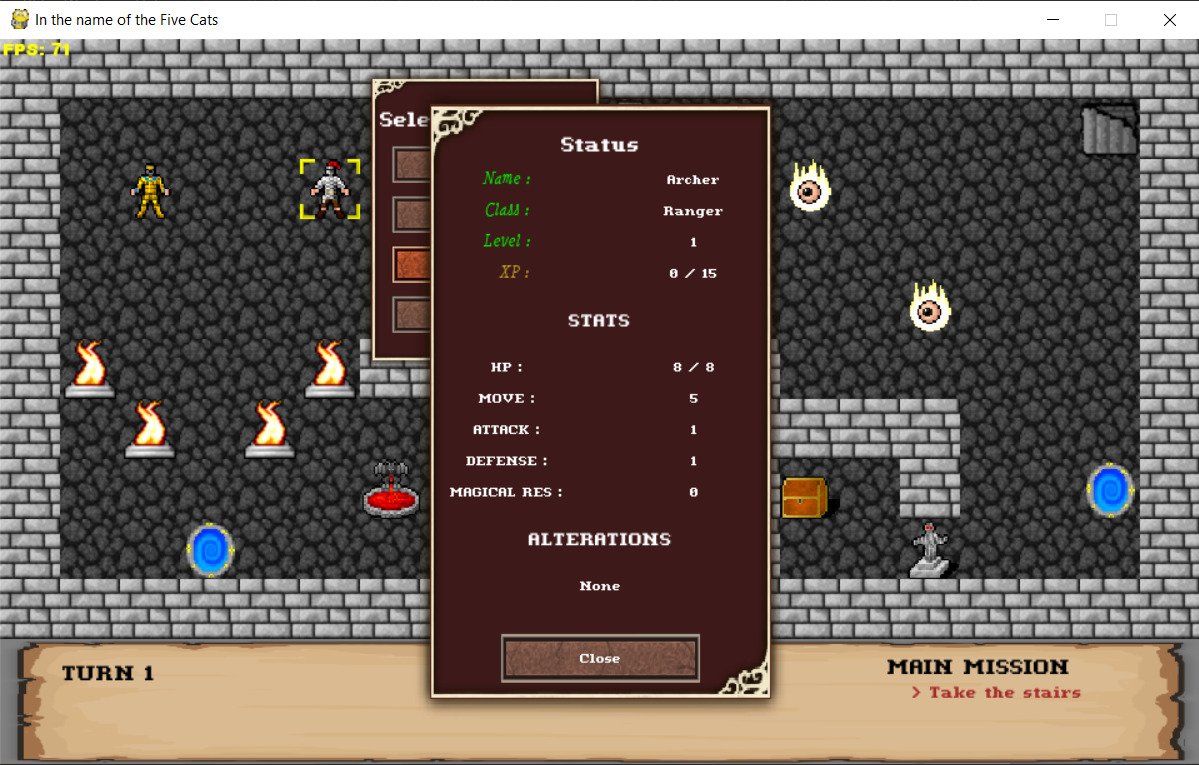 In the name of the Five Cats
FPS: 71
Sele
Status
Name : Archer
Class : Ranger
Level : 1
XP : 0 / 15
STATS
HP : 8 / 8
MOVE : 5
ATTACK : 1
DEFENSE : 1
MAGICAL RES : 0
ALTERATIONS
None
Close
TURN 1
MAIN MISSION
> Take the stairs